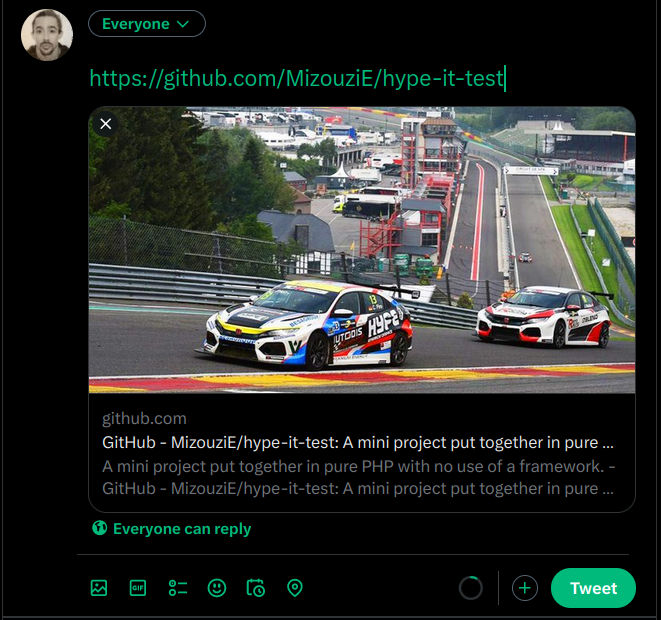 Everyone
https://github.com/MizouziE/hype-it-test
13
HYPE
github.com
GitHub - MizouziE/hype-it-test: A mini project put together in pure ...
A mini project put together in pure PHP with no use of a framework. -
GitHub - MizouziE/hype-it-test: A mini project put together in pure ...
Everyone can reply
GIF
Tweet